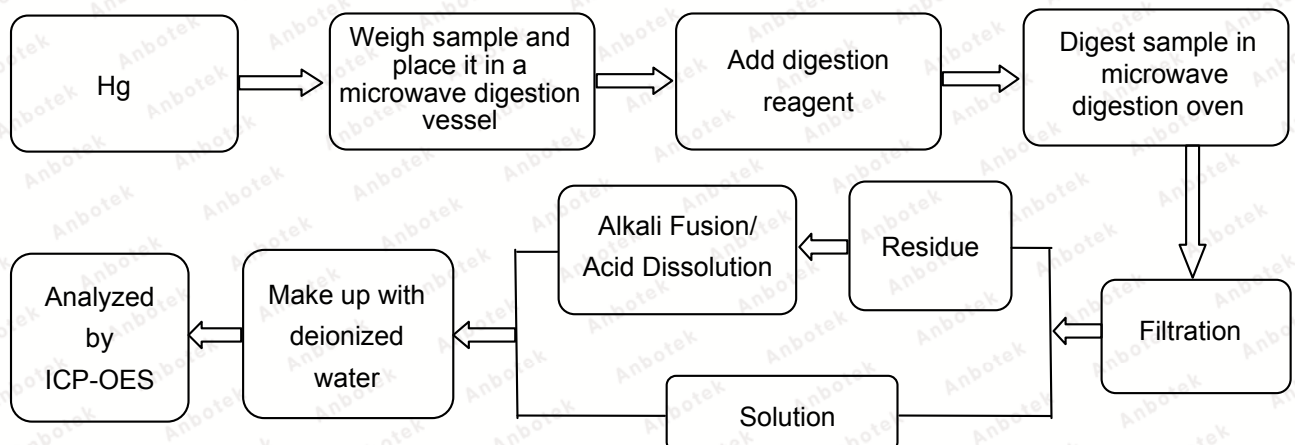 Hg
Weigh sample and
place it in a
microwave digestion
vessel
Add digestion
reagent
Digest sample in
microwave
digestion oven
Filtration
Residue
Alkali Fusion/
Acid Dissolution
Solution
Make up with
deionized
water
Analyzed
by
ICP-OES
Anbotek